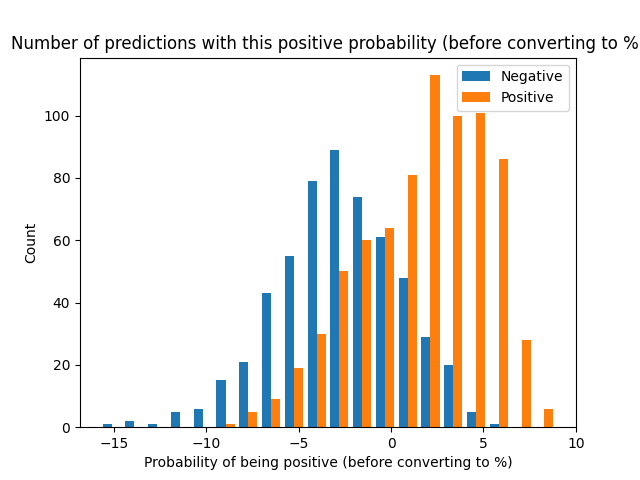 Number of predictions with this positive probability (before converting to %
Negative
Positive
100
80
60
40
20
0
Count
−15
−10
−5
0
5
10
Probability of being positive (before converting to %)